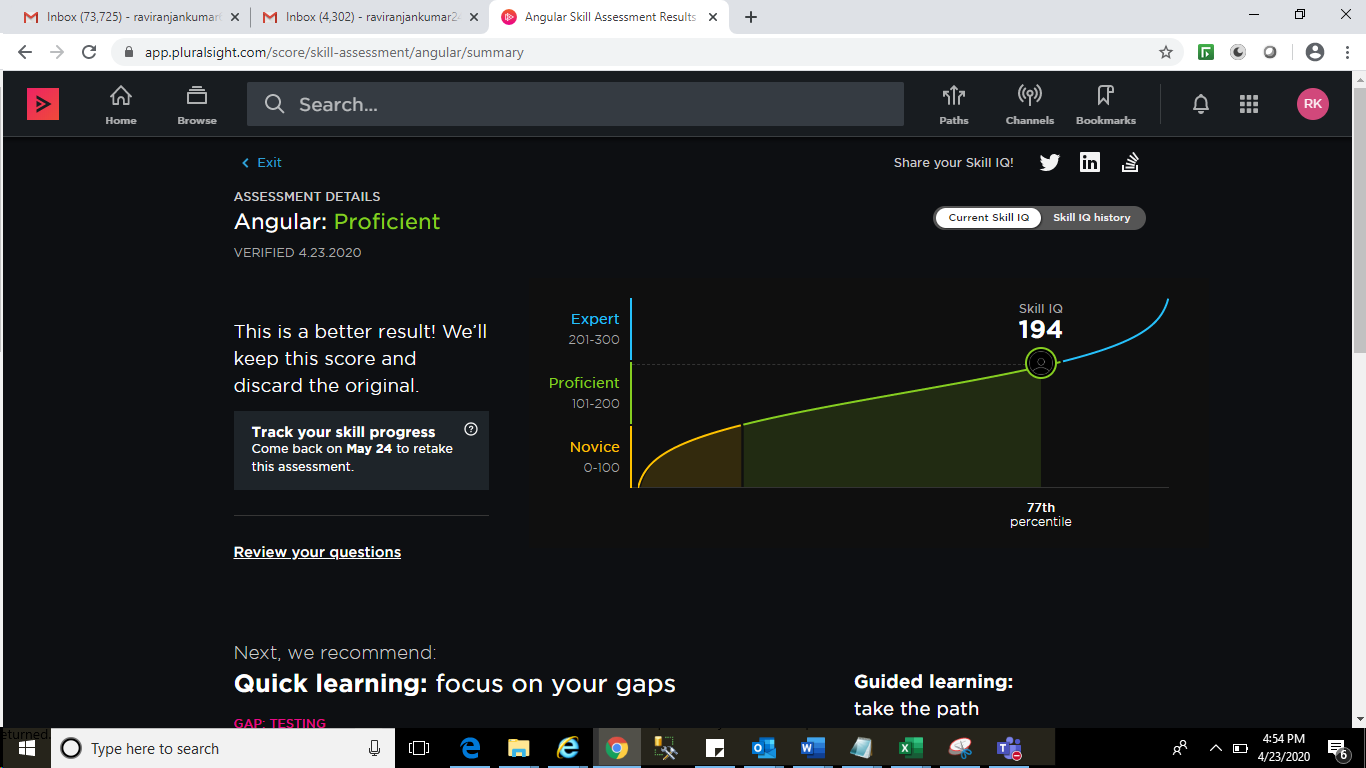 Inbox (73,725) - raviranjankumar
Inbox (4,302) - raviranjankumar2
Angular Skill Assessment Results
app.pluralsight.com/score/skill-assessment/angular/summary
Home
Browse
Search...
Paths
Channels
Bookmarks
RK
Exit
Share your Skill IQ!
ASSESSMENT DETAILS
Angular: Proficient
Current Skill IQ
Skill IQ history
VERIFIED 4.23.2020
This is a better result! We'll
keep this score and
discard the original.
Track your skill progress
Come back on May 24 to retake
this assessment.
Review your questions
Expert
201-300
Proficient
101-200
Novice
0-100
Skill IQ
194
77th
percentile
Next, we recommend:
Quick learning: focus on your gaps
GAP: TESTING
Guided learning:
take the path
Type here to search
4:54 PM
4/23/2020
6